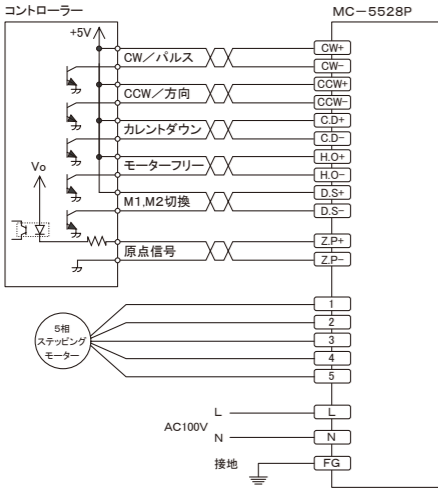 コントローラー
MC-5528P
+5V
CW／パルス
CW+
CW-
CCW／方向
CCW+
CCW-
カレントダウン
C.D+
C.D-
モーターフリー
H.O+
H.O-
M1,M2切換
D.S+
D.S-
Vo
原点信号
Z.P+
Z.P-
5相
ステッピング
モーター
1
2
3
4
5
AC100V
L
L
N
N
接地
FG